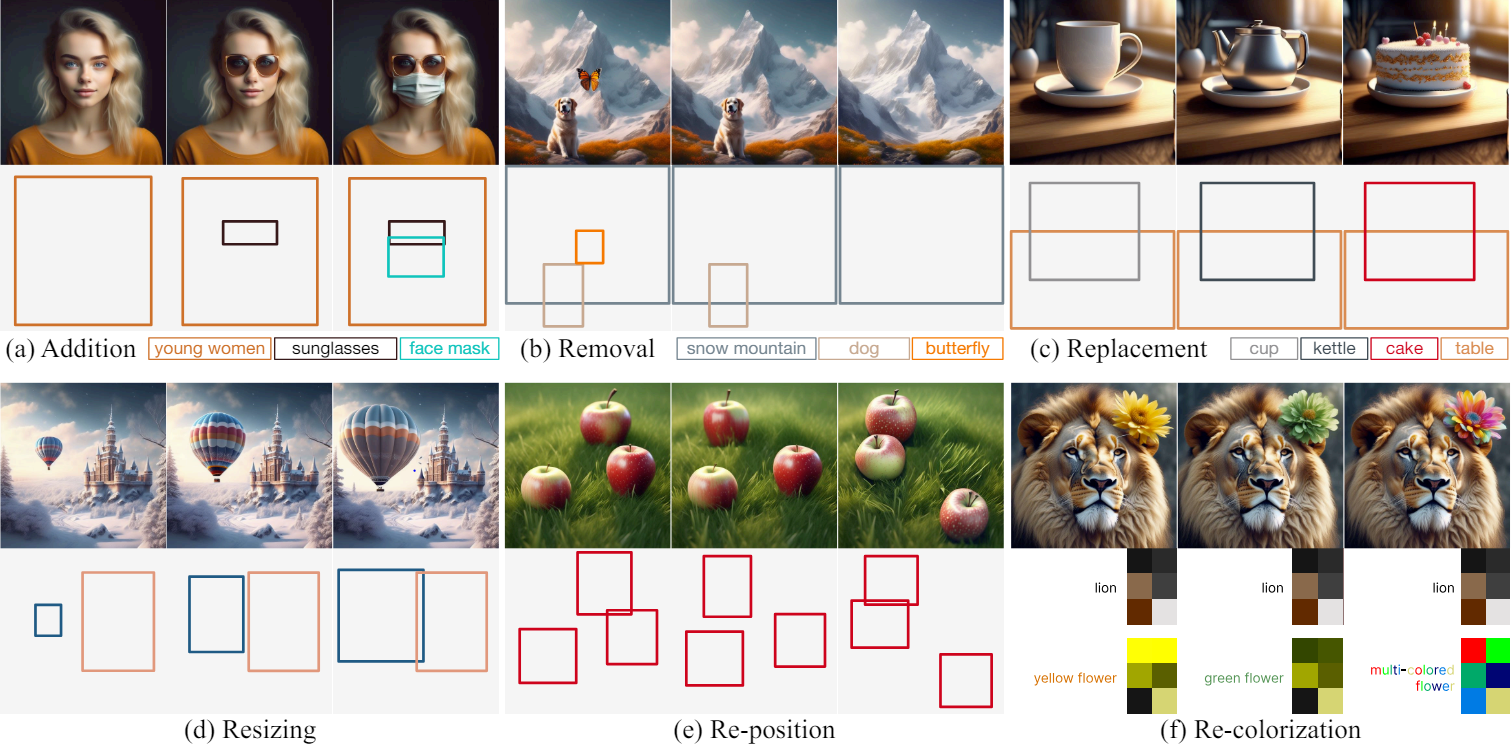 (a) Addition
young women
sunglasses
face mask
(b) Removal
snow mountain
dog
butterfly
(c) Replacement
cup
kettle
cake
table
lion
lion
lion
yellow flower
green flower
multi-colored
flower
(d) Resizing
(e) Re-position
(f) Re-colorization